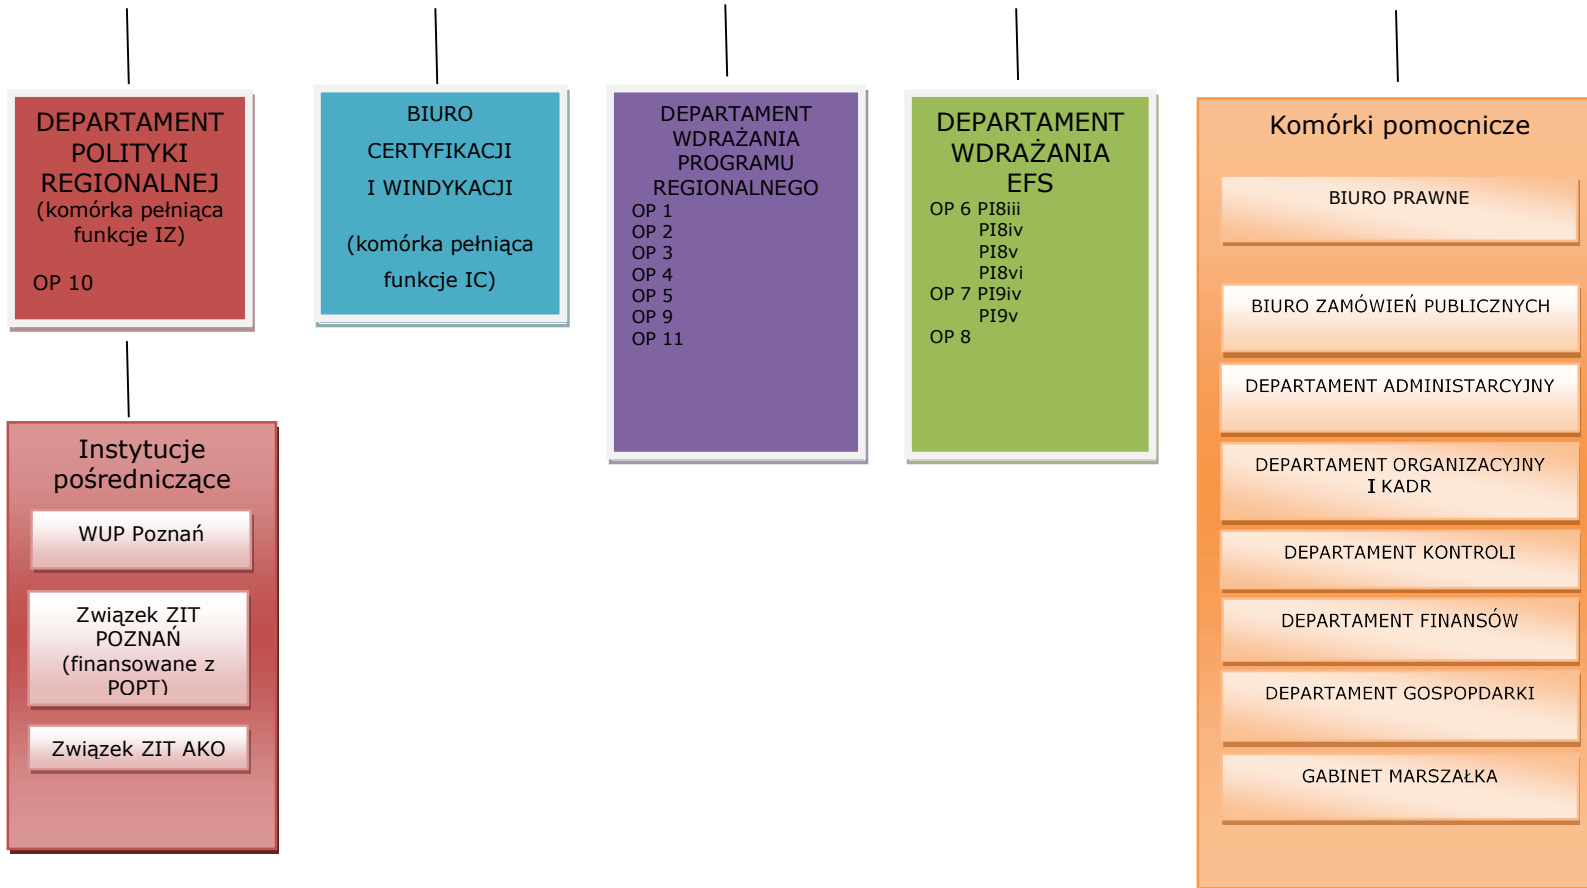 DEPARTAMENT
POLITYKI
REGIONALNEJ
(komórka pełniąca
funkcje IZ)
OP 10
Instytucje
pośredniczące
WUP Poznań
Związek ZIT
POZNAŃ
(finansowane z
POPT)
Związek ZIT AKO
BIURO
CERTYFIKACJI
I WINDYKACJI
(komórka pełniąca
funkcje IC)
DEPARTAMENT
WDRAŻANIA
PROGRAMU
REGIONALNEGO
OP 1
OP 2
OP 3
OP 4
OP 5
OP 9
OP 11
DEPARTAMENT
WDRAŻANIA
EFS
OP 6 PI8iii
PI8iv
PI8v
PI8vi
OP 7 PI9iv
PI9v
OP 8
Komórki pomocnicze
BIURO PRAWNE
BIURO ZAMÓWIEŃ PUBLICZNYCH
DEPARTAMENT ADMINISTARCYJNY
DEPARTAMENT ORGANIZACYJNY
I KADR
DEPARTAMENT KONTROLI
DEPARTAMENT FINANSÓW
DEPARTAMENT GOSPOPDARKI
GABINET MARSZAŁKA